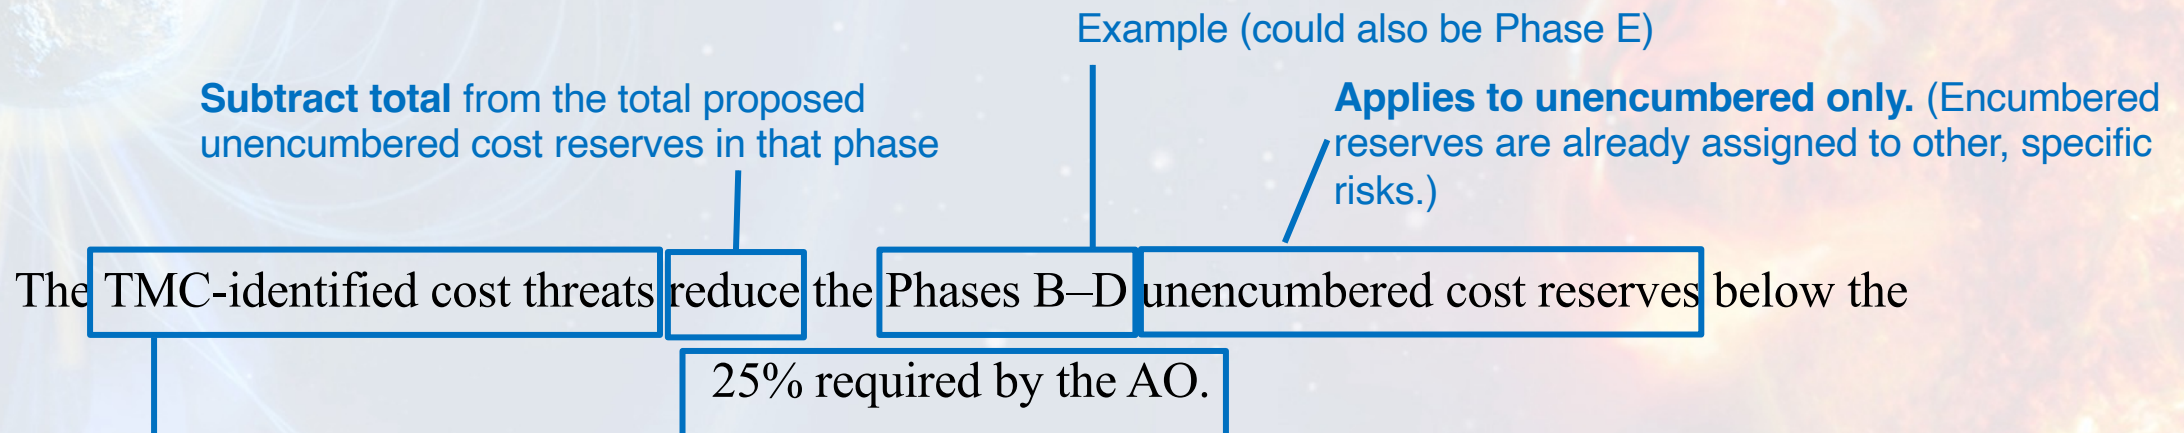 Example (could also be Phase E)
Subtract total from the total proposed
unencumbered cost reserves in that phase
Applies to unencumbered only. (Encumbered
reserves are already assigned to other, specific
risks.)
The TMC-identified cost threats reduce the Phases B–D unencumbered cost reserves below the
25% required by the AO.